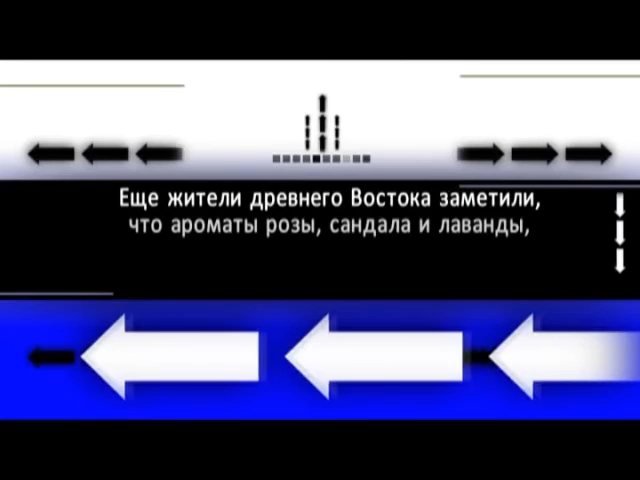 Еще жители древнего Востока заметили,
что ароматы розы, сандала и лаванды,